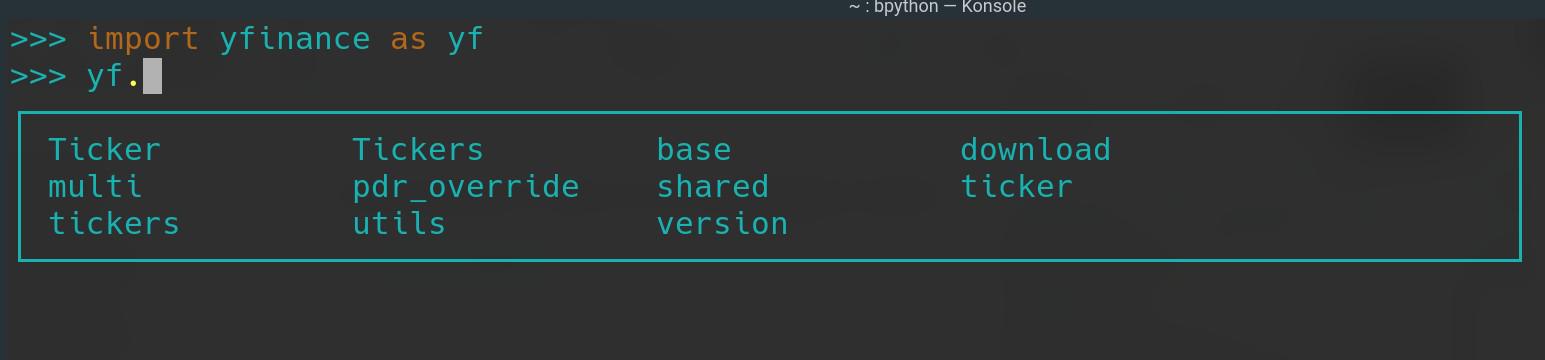 ~ : bpython — Konsole
>>> import yfinance as yf
>>> yf.
Ticker Tickers base download
multi pdr_override shared ticker
tickers utils version